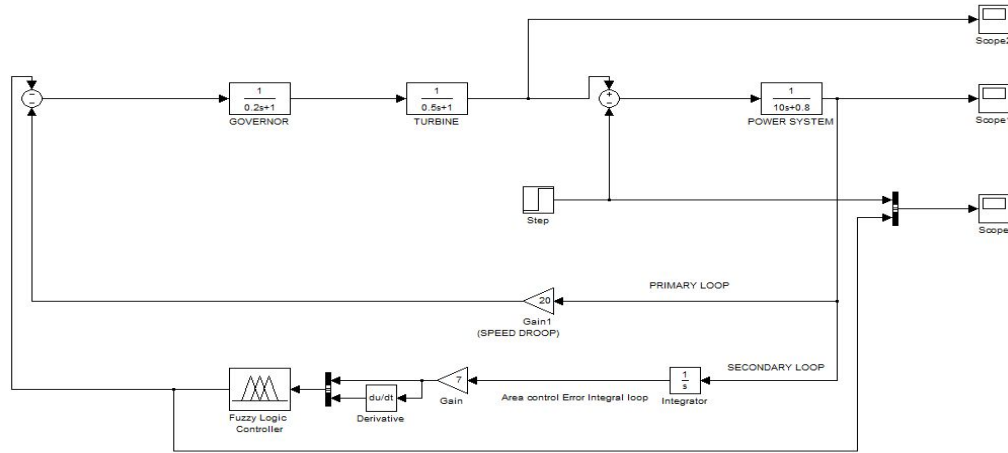 Scope2
1
0.2s+1
GOVERNOR
1
0.5s+1
TURBINE
1
10s+0.8
POWER SYSTEM
Scope1
Step
Scope
PRIMARY LOOP
20
Gain1
(SPEED DROOP)
SECONDARY LOOP
Fuzzy Logic
Controller
du/dt
Derivative
7
Gain
Area control Error Integral loop
1
s
Integrator